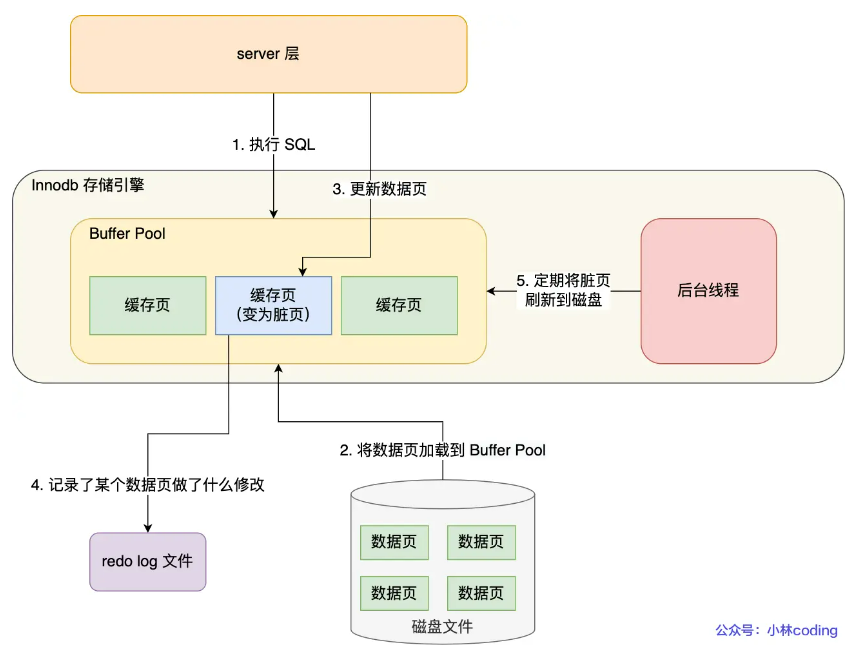 server 层
1. 执行 SQL
Innodb 存储引擎
3. 更新数据页
Buffer Pool
缓存页
缓存页
（变为脏页）
缓存页
5. 定期将脏页
刷新到磁盘
后台线程
2. 将数据页加载到 Buffer Pool
4. 记录了某个数据页做了什么修改
redo log 文件
数据页
数据页
数据页
数据页
磁盘文件
公众号：小林coding